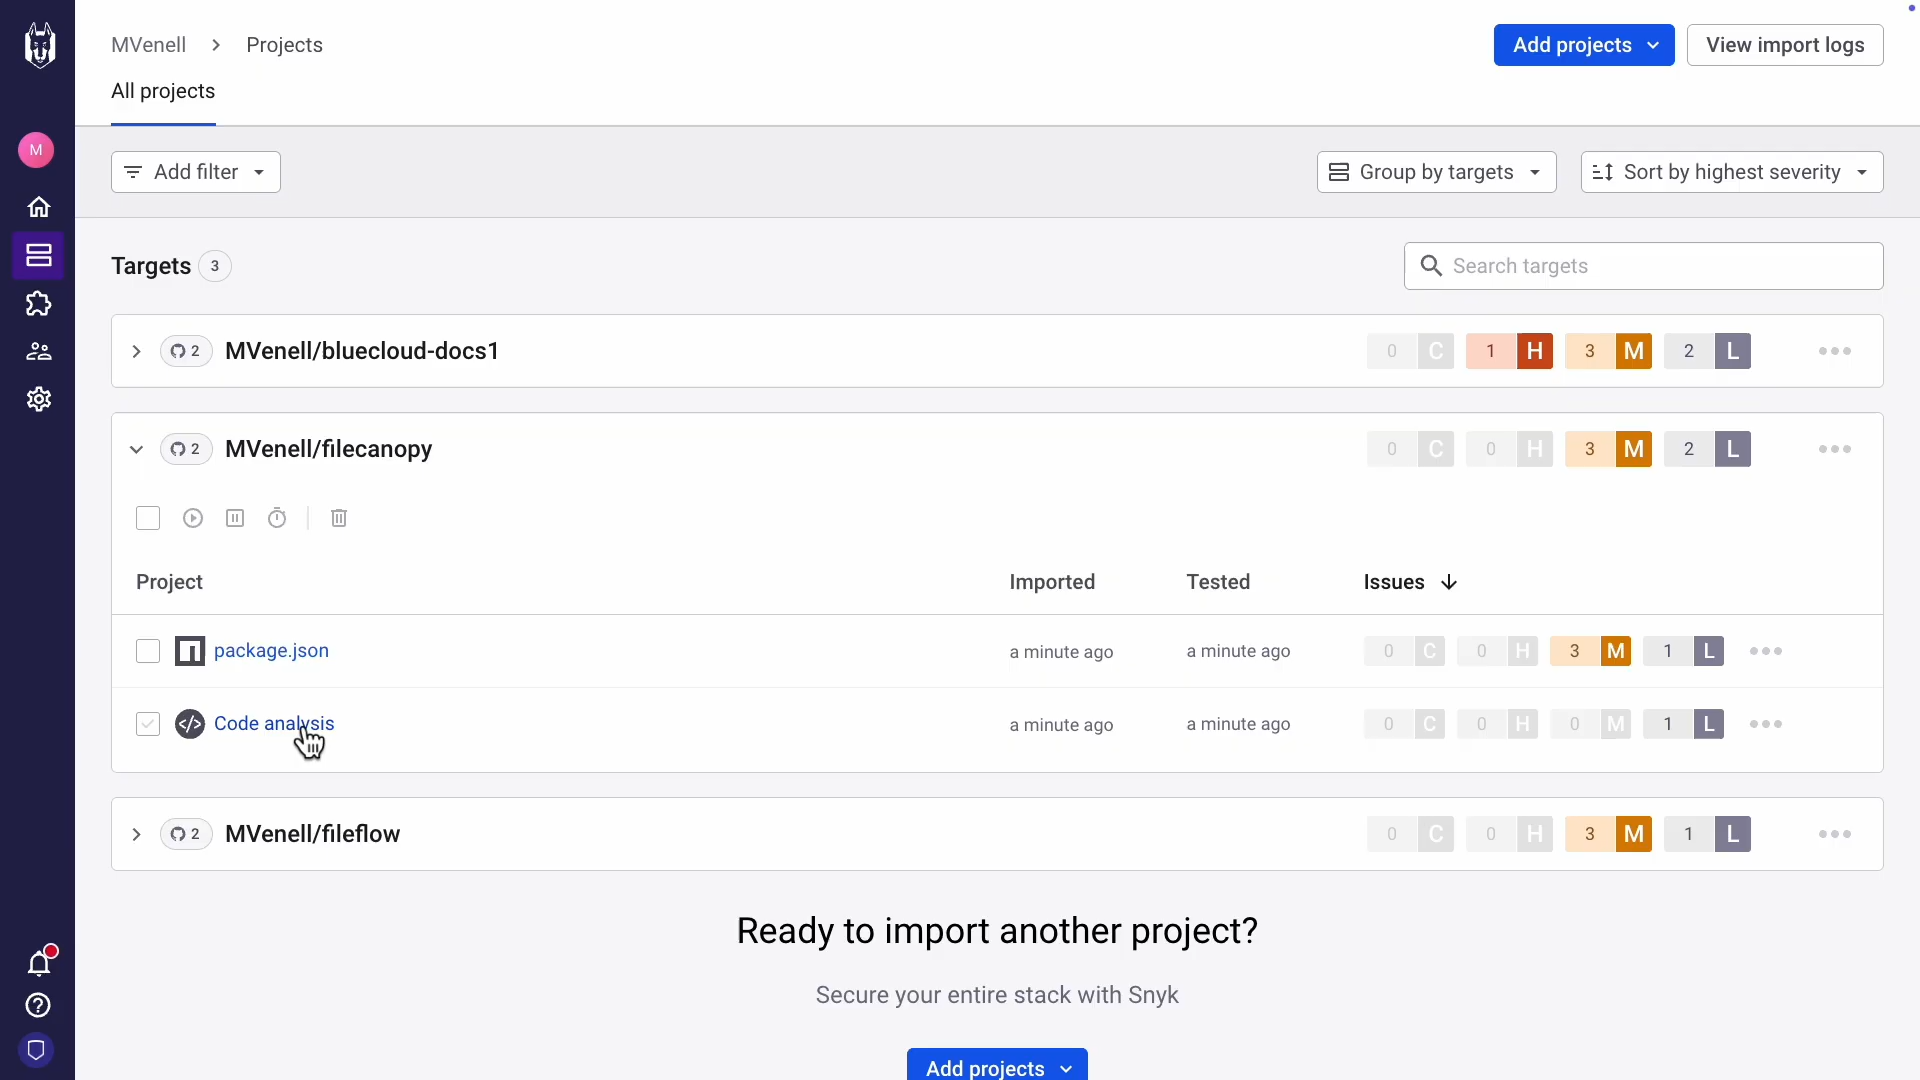 MVenell > Projects
Add projects
View import logs
All projects
M
Add filter
Group by targets
Sort by highest severity
Targets 3
Search targets
2 MVenell/bluecloud-docs1 0 C 1 H 3 M 2 L
2 MVenell/filecanopy 0 C 0 H 3 M 2 L
Project Imported Tested Issues
package.json a minute ago a minute ago 0 C 0 H 3 M 1 L
Code analysis a minute ago a minute ago 0 C 0 H 0 M 1 L
2 MVenell/fileflow 0 C 0 H 3 M 1 L
Ready to import another project?
Secure your entire stack with Snyk
Add projects